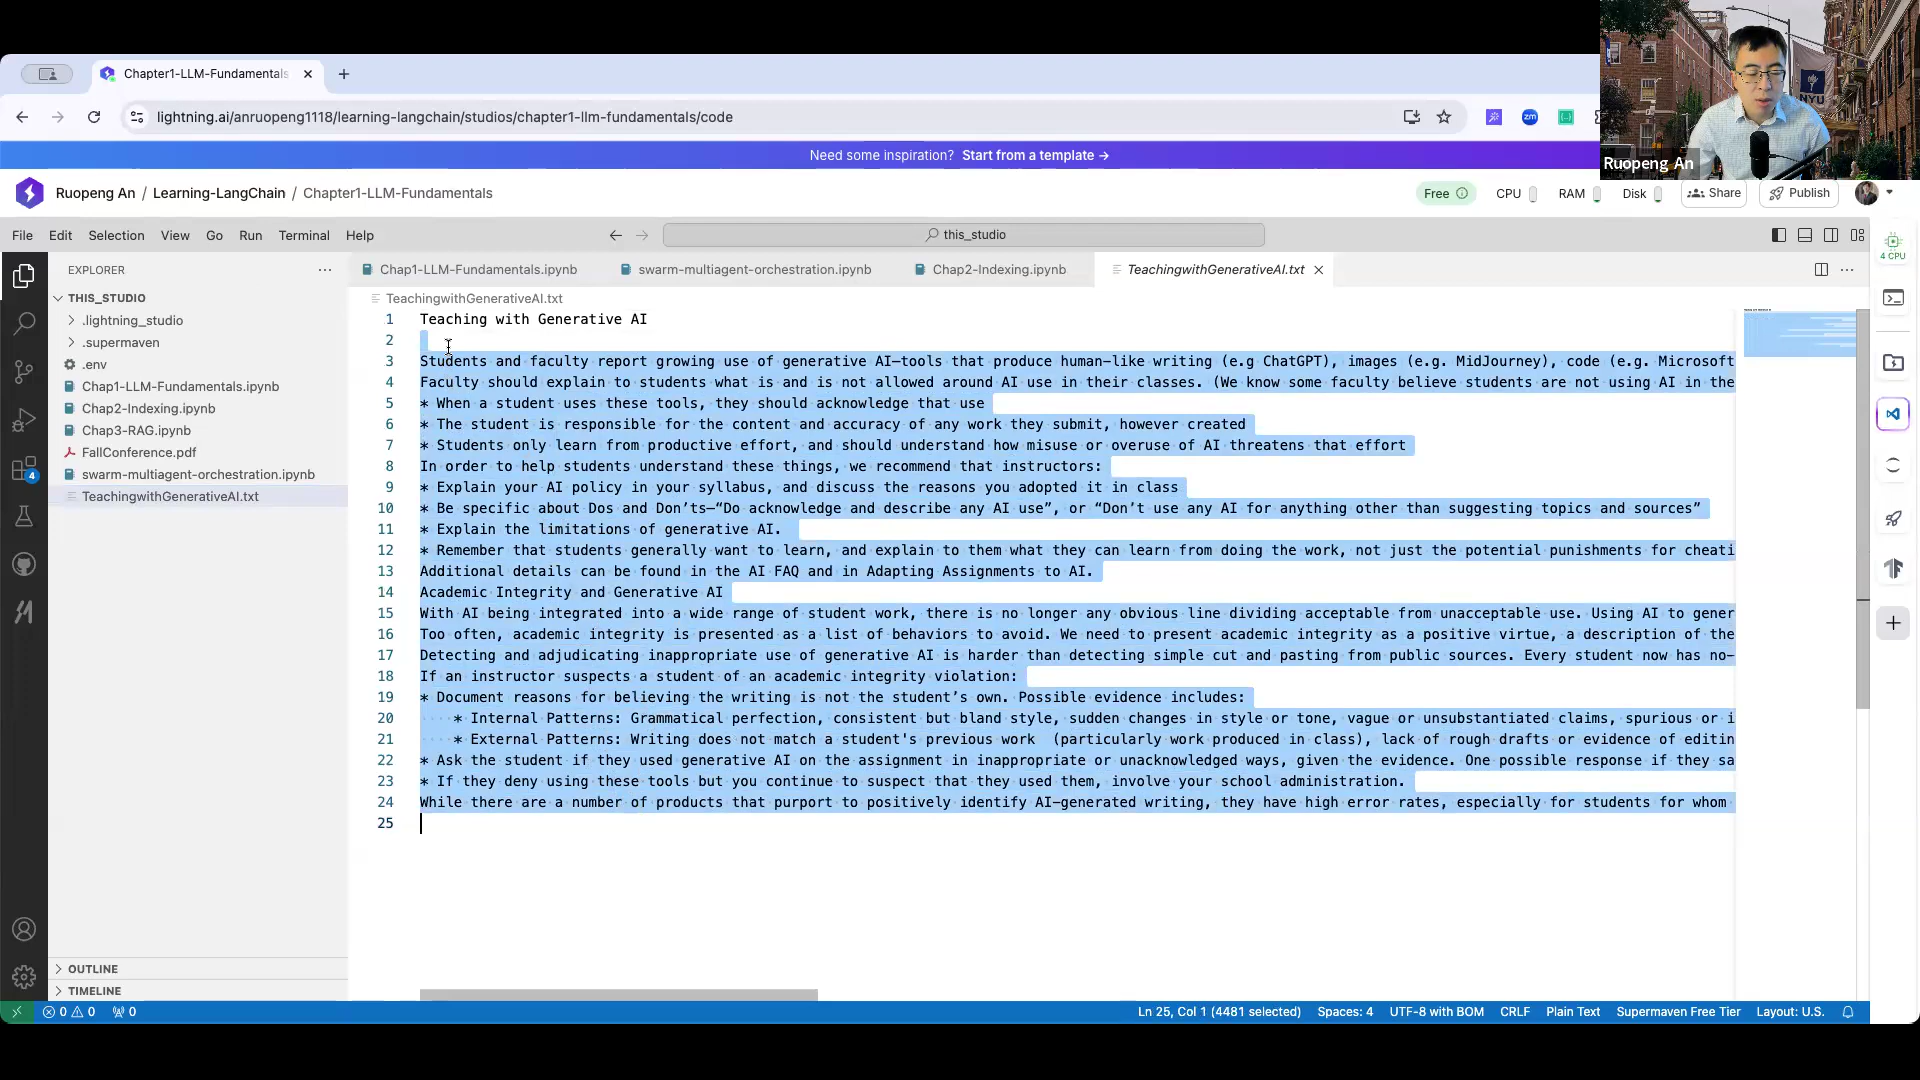 Chapter1-LLM-Fundamentals
lightning.ai/anruopeng1118/learning-langchain/studios/chapter1-llm-fundamentals/code
zm
NYU
Ruopeng An
Need some inspiration? Start from a template →
Ruopeng An / Learning-LangChain / Chapter1-LLM-Fundamentals
Free CPU RAM Disk Share Publish
File Edit Selection View Go Run Terminal Help
this_studio
4 CPU
EXPLORER
Chap1-LLM-Fundamentals.ipynb swarm-multiagent-orchestration.ipynb Chap2-Indexing.ipynb TeachingwithGenerativeAI.txt
THIS_STUDIO
.lightning_studio
.supermaven
.env
Chap1-LLM-Fundamentals.ipynb
Chap2-Indexing.ipynb
Chap3-RAG.ipynb
FallConference.pdf
swarm-multiagent-orchestration.ipynb
TeachingwithGenerativeAI.txt
4
OUTLINE
TIMELINE
TeachingwithGenerativeAI.txt
1 Teaching with Generative AI
2
3 Students and faculty report growing use of generative AI—tools that produce human-like writing (e.g ChatGPT), images (e.g. MidJourney), code (e.g. Microsoft
4 Faculty should explain to students what is and is not allowed around AI use in their classes. (We know some faculty believe students are not using AI in the
5 * When a student uses these tools, they should acknowledge that use
6 * The student is responsible for the content and accuracy of any work they submit, however created
7 * Students only learn from productive effort, and should understand how misuse or overuse of AI threatens that effort
8 In order to help students understand these things, we recommend that instructors:
9 * Explain your AI policy in your syllabus, and discuss the reasons you adopted it in class
10 * Be specific about Dos and Don’ts—“Do acknowledge and describe any AI use”, or “Don’t use any AI for anything other than suggesting topics and sources”
11 * Explain the limitations of generative AI.
12 * Remember that students generally want to learn, and explain to them what they can learn from doing the work, not just the potential punishments for cheati
13 Additional details can be found in the AI FAQ and in Adapting Assignments to AI.
14 Academic Integrity and Generative AI
15 With AI being integrated into a wide range of student work, there is no longer any obvious line dividing acceptable from unacceptable use. Using AI to gener
16 Too often, academic integrity is presented as a list of behaviors to avoid. We need to present academic integrity as a positive virtue, a description of the
17 Detecting and adjudicating inappropriate use of generative AI is harder than detecting simple cut and pasting from public sources. Every student now has no-
18 If an instructor suspects a student of an academic integrity violation:
19 * Document reasons for believing the writing is not the student’s own. Possible evidence includes:
20 * Internal Patterns: Grammatical perfection, consistent but bland style, sudden changes in style or tone, vague or unsubstantiated claims, spurious or i
21 * External Patterns: Writing does not match a student's previous work (particularly work produced in class), lack of rough drafts or evidence of editin
22 * Ask the student if they used generative AI on the assignment in inappropriate or unacknowledged ways, given the evidence. One possible response if they sa
23 * If they deny using these tools but you continue to suspect that they used them, involve your school administration.
24 While there are a number of products that purport to positively identify AI-generated writing, they have high error rates, especially for students for whom
25
0 0 0 Ln 25, Col 1 (4481 selected) Spaces: 4 UTF-8 with BOM CRLF Plain Text Supermaven Free Tier Layout: U.S.